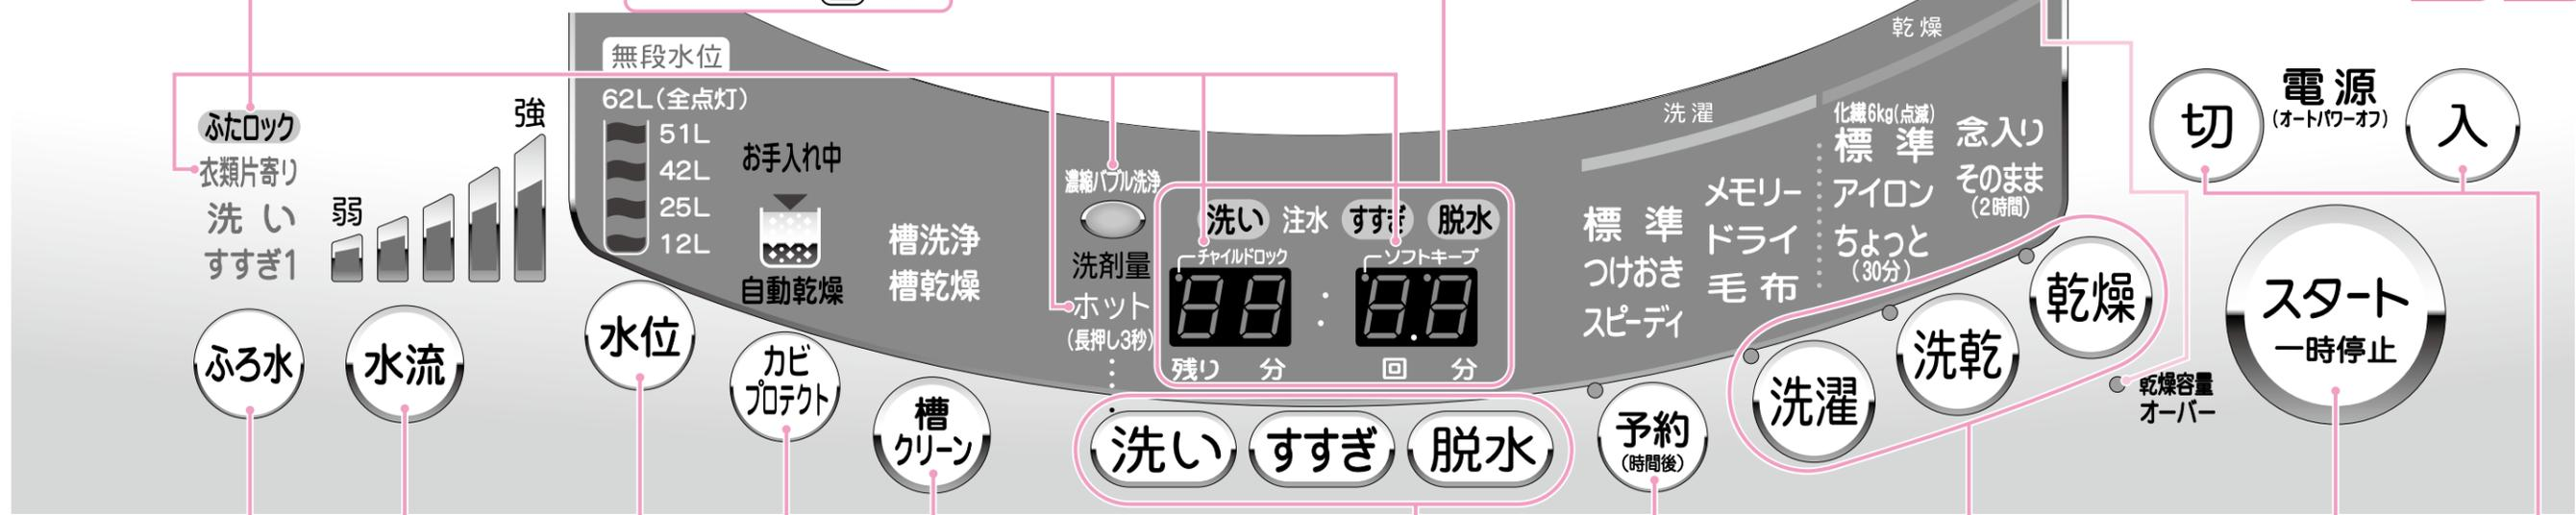 ふたロック
衣類片寄り
洗い
すすぎ1
弱
強
ふろ水
水流
無段水位
62L(全点灯)
51L
42L
25L
12L
水位
お手入れ中
自動乾燥
カビ
プロテクト
槽洗浄
槽乾燥
槽
クリーン
濃縮バブル洗浄
洗剤量
ホット
(長押し3秒)
洗い 注水 すすぎ 脱水
チャイルドロック ソフトキープ
88:8.8
残り 分 回 分
洗い すすぎ 脱水
予約
(時間後)
洗濯
標準
つけおき
スピーディ
メモリー
ドライ
毛布
乾燥
化繊6kg(点滅)
標準
アイロン
ちょっと
(30分)
念入り
そのまま
(2時間)
洗濯
洗乾
乾燥
乾燥容量
オーバー
切
電源
(オートパワーオフ)
入
スタート
一時停止